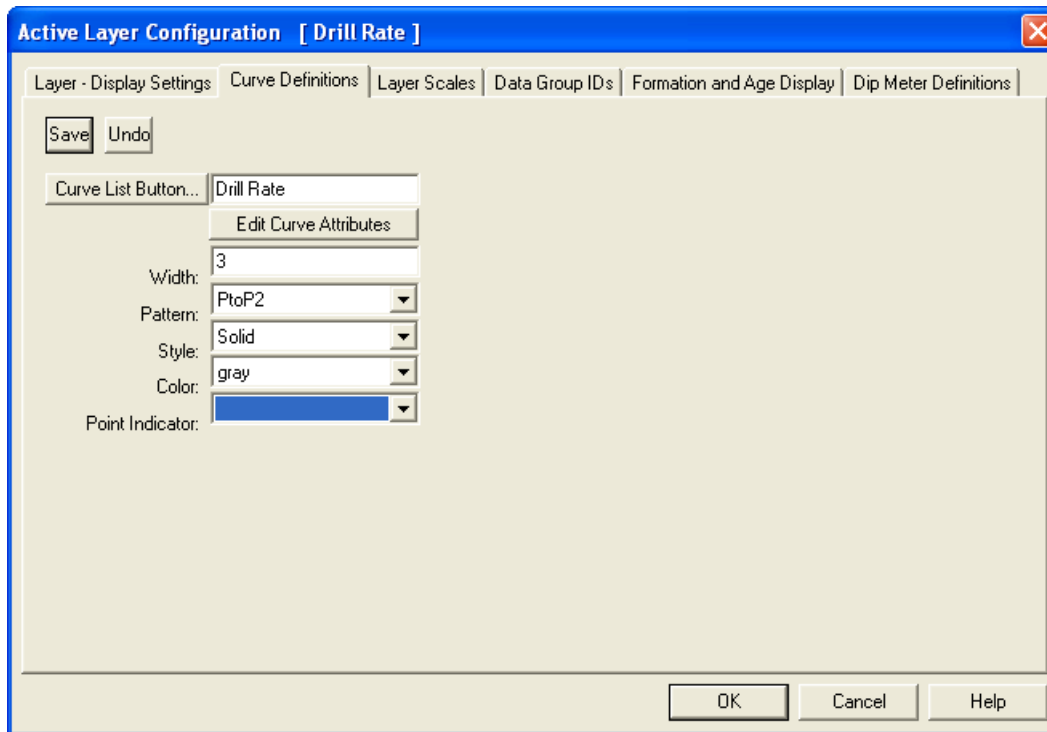 Active Layer Configuration [ Drill Rate ]
Layer - Display Settings Curve Definitions Layer Scales Data Group IDs Formation and Age Display Dip Meter Definitions
Save Undo
Curve List Button... Drill Rate
Edit Curve Attributes
Width: 3
Pattern: PtoP2
Style: Solid
Color: gray
Point Indicator:
OK Cancel Help